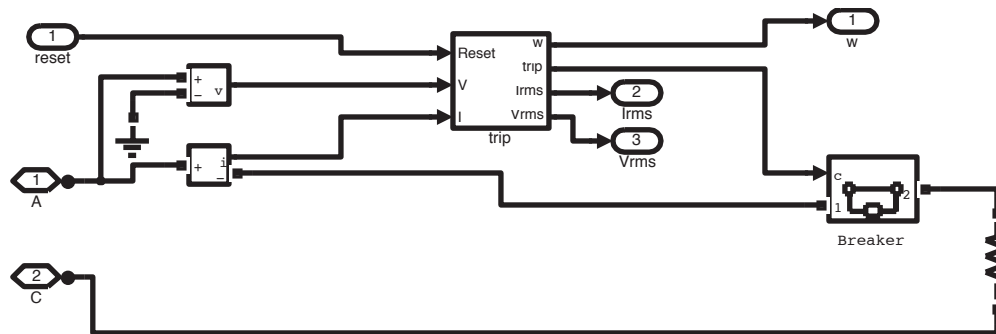 1
reset
+
−
v
1
A
+
i
−
Reset
V
I
w
trip
Irms
Vrms
trip
1
w
2
Irms
3
Vrms
c
1
2
Breaker
2
C